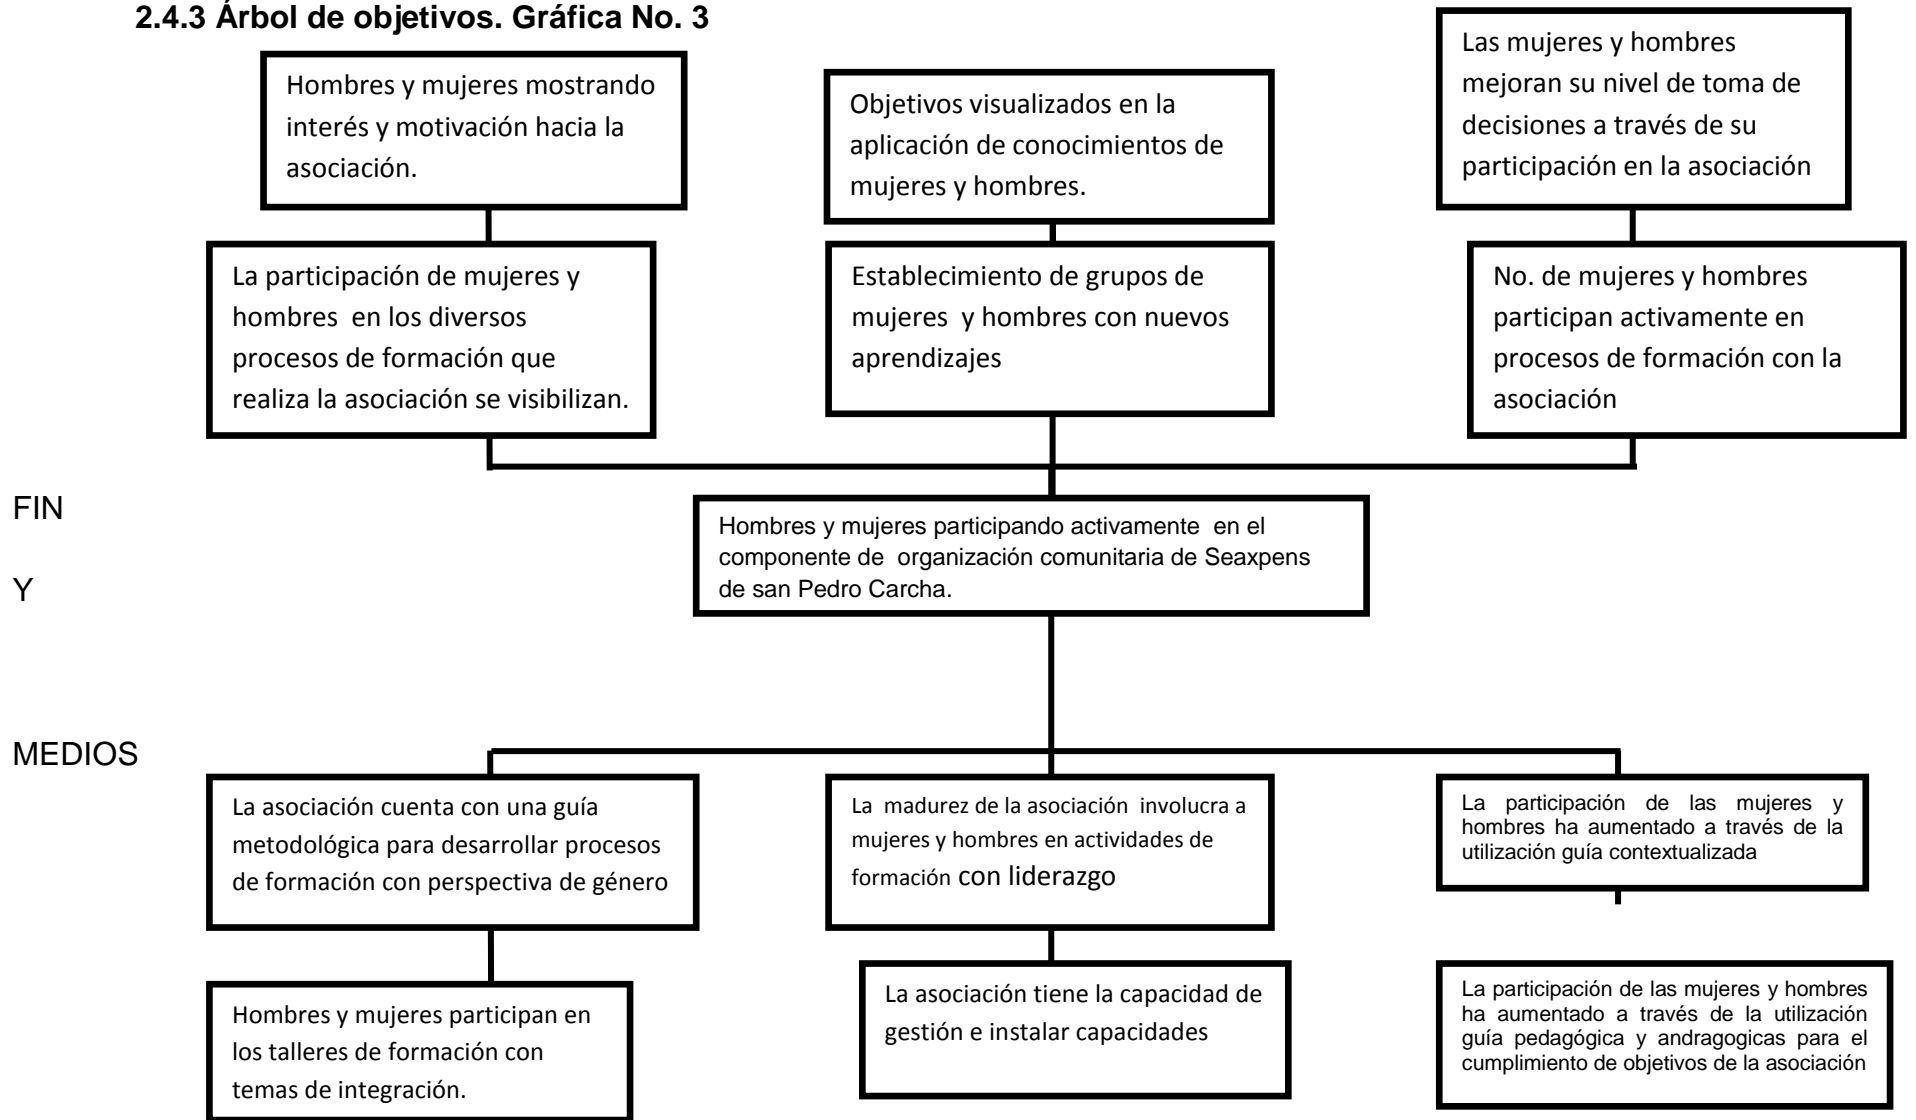 2.4.3 Árbol de objetivos. Gráfica No. 3
Hombres y mujeres mostrando
interés y motivación hacia la
asociación.
Objetivos visualizados en la
aplicación de conocimientos de
mujeres y hombres.
Las mujeres y hombres
mejoran su nivel de toma de
decisiones a través de su
participación en la asociación
La participación de mujeres y
hombres en los diversos
procesos de formación que
realiza la asociación se visibilizan.
Establecimiento de grupos de
mujeres y hombres con nuevos
aprendizajes
No. de mujeres y hombres
participan activamente en
procesos de formación con la
asociación
FIN
Y
MEDIOS
Hombres y mujeres participando activamente en el
componente de organización comunitaria de Seaxpens
de san Pedro Carcha.
La asociación cuenta con una guía
metodológica para desarrollar procesos
de formación con perspectiva de género
La madurez de la asociación involucra a
mujeres y hombres en actividades de
formación con liderazgo
La participación de las mujeres y
hombres ha aumentado a través de la
utilización guía contextualizada
Hombres y mujeres participan en
los talleres de formación con
temas de integración.
La asociación tiene la capacidad de
gestión e instalar capacidades
La participación de las mujeres y hombres
ha aumentado a través de la utilización
guía pedagógica y andragogicas para el
cumplimiento de objetivos de la asociación